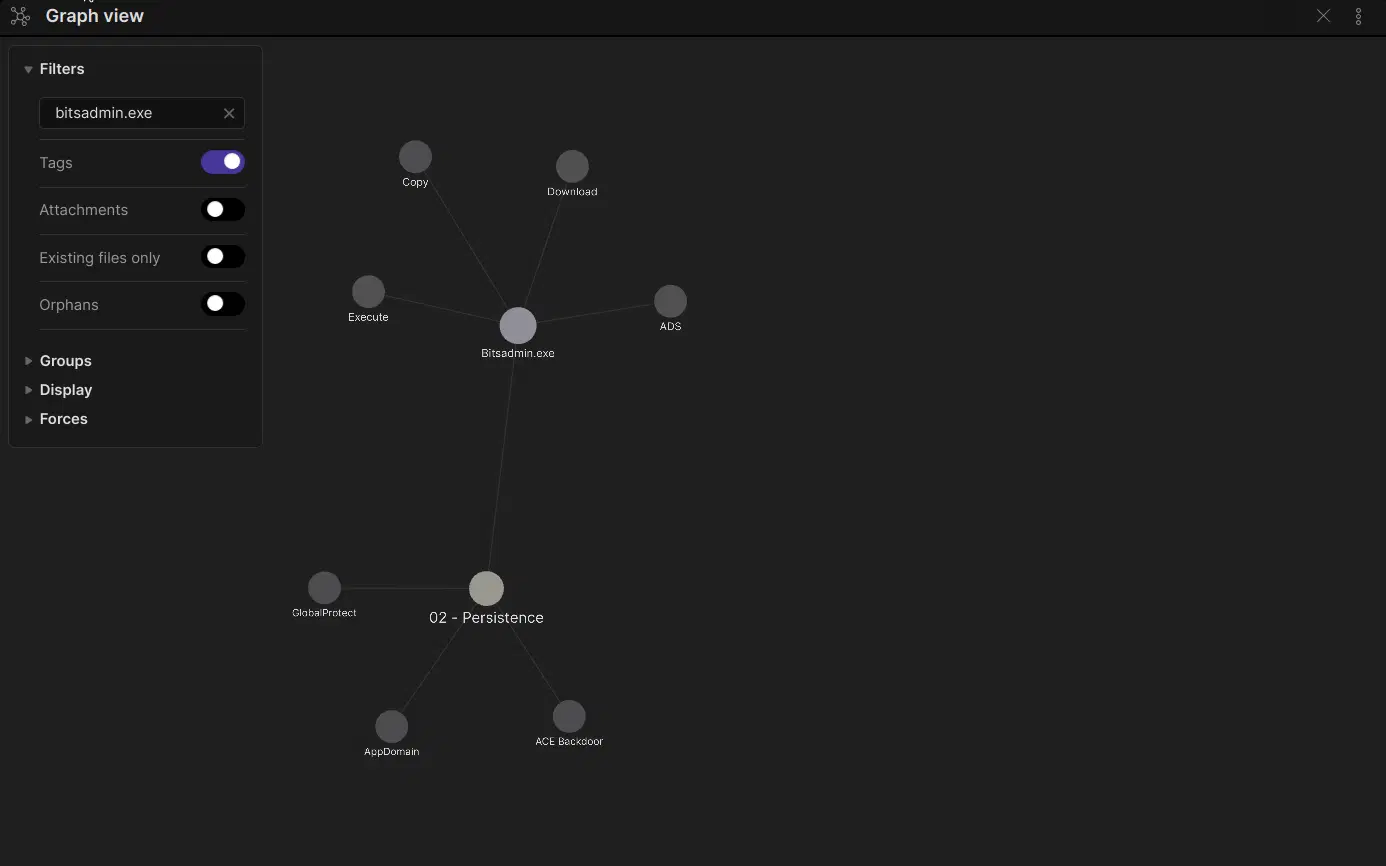 Graph view
Filters
bitsadmin.exe
Tags
Attachments
Existing files only
Orphans
Groups
Display
Forces
Copy
Download
Execute
ADS
Bitsadmin.exe
GlobalProtect
02 - Persistence
AppDomain
ACE Backdoor